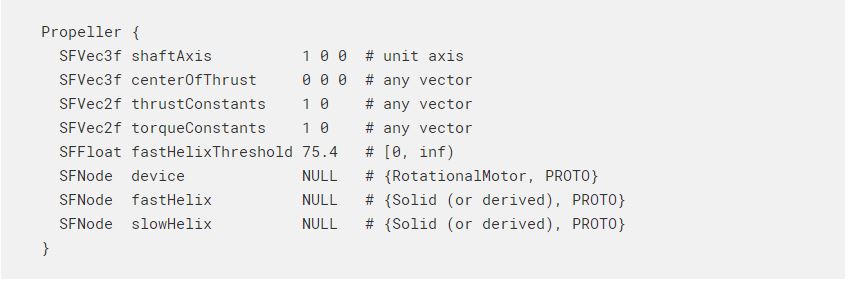 Propeller {
  SFVec3f shaftAxis          1 0 0  # unit axis
  SFVec3f centerOfThrust     0 0 0  # any vector
  SFVec2f thrustConstants    1 0    # any vector
  SFVec2f torqueConstants    1 0    # any vector
  SFFloat fastHelixThreshold 75.4   # [0, inf)
  SFNode  device             NULL   # {RotationalMotor, PROTO}
  SFNode  fastHelix          NULL   # {Solid (or derived), PROTO}
  SFNode  slowHelix          NULL   # {Solid (or derived), PROTO}
}